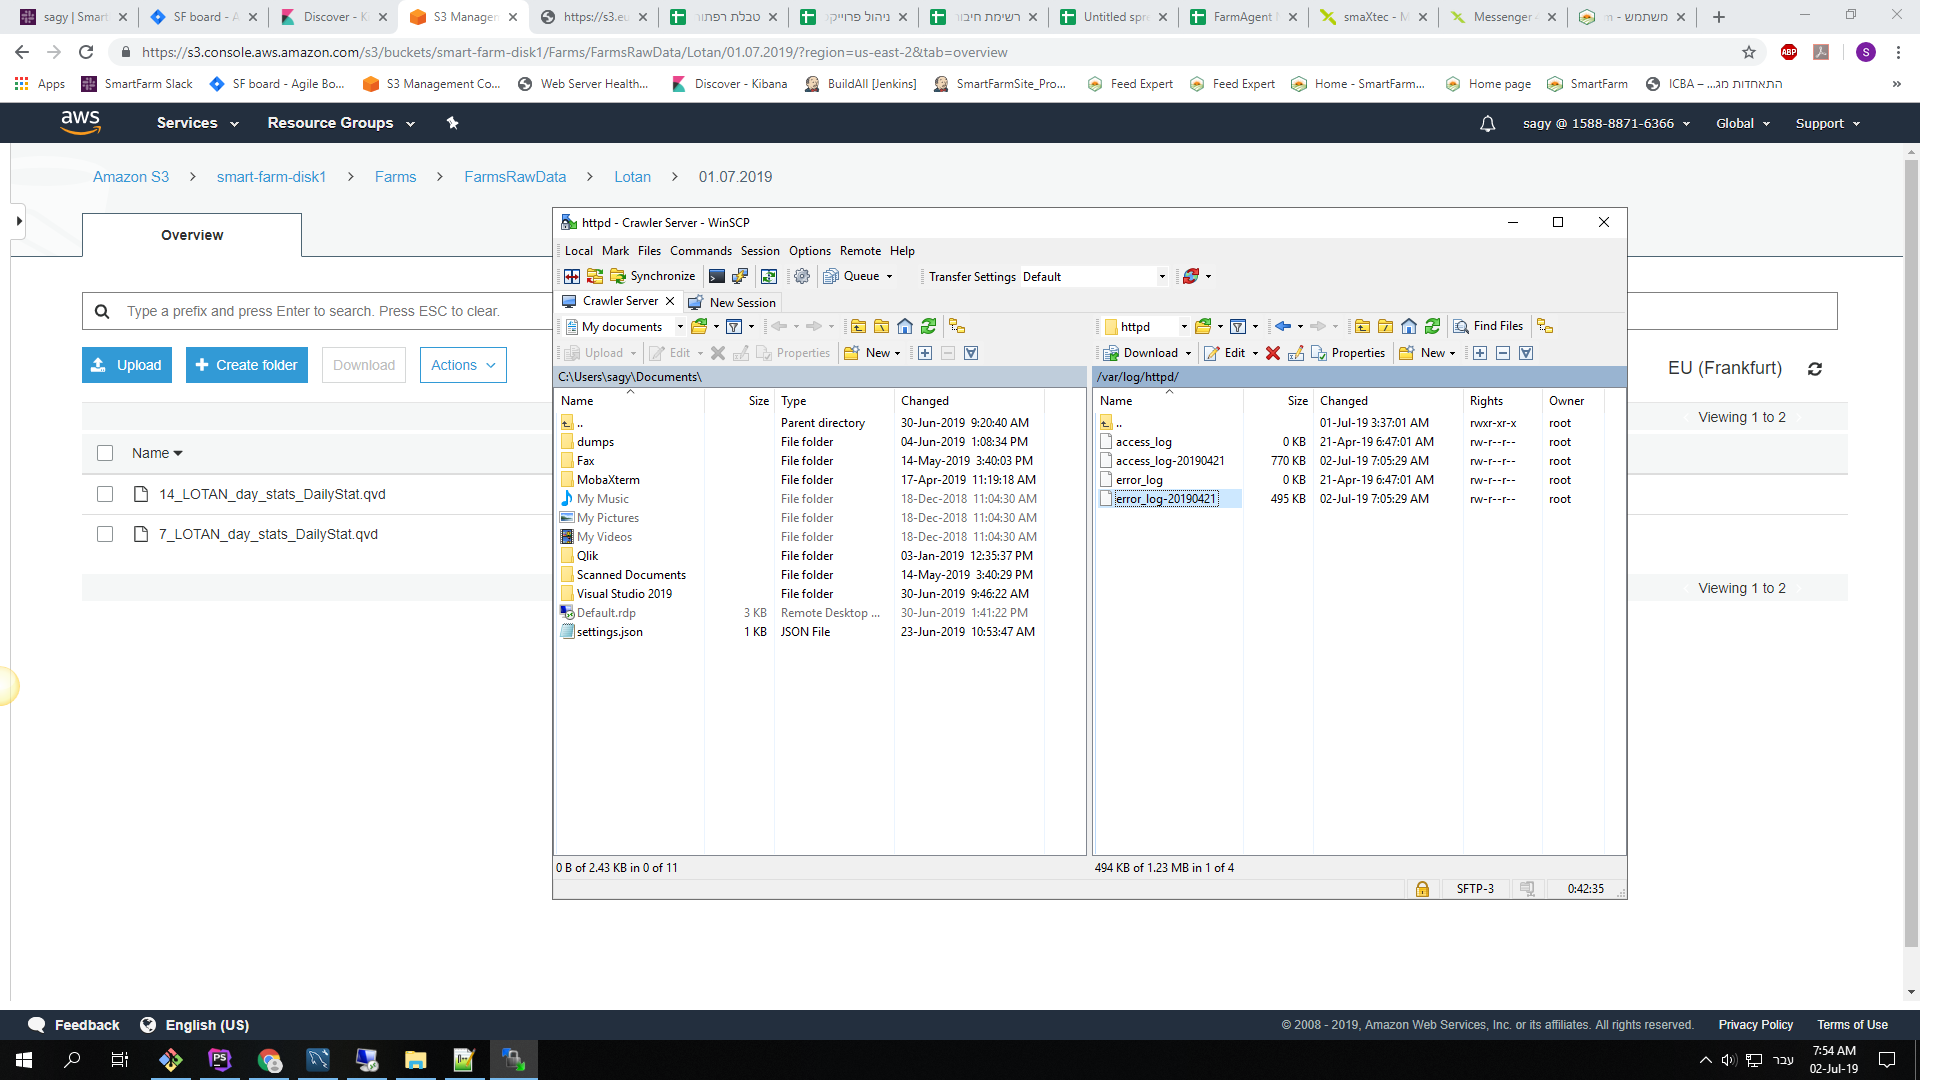 sagy | Smart
SF board - A
Discover - Ki
S3 Managem
https://s3.eu
טבלת רפתור
ניהול פרוייק
רשימת חיבור
Untitled spre
FarmAgent
smaXtec - M
Messenger
משתמש - m
https://s3.console.aws.amazon.com/s3/buckets/smart-farm-disk1/Farms/FarmsRawData/Lotan/01.07.2019/?region=us-east-2&tab=overview
ABP
S
Apps
SmartFarm Slack
SF board - Agile Bo...
S3 Management Co...
Web Server Health...
Discover - Kibana
BuildAll [Jenkins]
SmartFarmSite_Pro...
Feed Expert
Feed Expert
Home - SmartFarm...
Home page
SmartFarm
ICBA – ...התאחדות מג
»
aws
Services
Resource Groups
sagy @ 1588-8871-6366
Global
Support
Amazon S3
smart-farm-disk1
Farms
FarmsRawData
Lotan
01.07.2019
Overview
Type a prefix and press Enter to search. Press ESC to clear.
Upload
+ Create folder
Download
Actions
EU (Frankfurt)
Viewing 1 to 2
Name
14_LOTAN_day_stats_DailyStat.qvd
7_LOTAN_day_stats_DailyStat.qvd
Viewing 1 to 2
httpd - Crawler Server - WinSCP
Local Mark Files Commands Session Options Remote Help
Synchronize
Queue
Transfer Settings Default
Crawler Server
New Session
My documents
httpd
Find Files
Upload
Edit
Properties
New
Download
Edit
Properties
New
C:\Users\sagy\Documents\
Name Size Type Changed
.. Parent directory 30-Jun-2019 9:20:40 AM
dumps File folder 04-Jun-2019 1:08:34 PM
Fax File folder 14-May-2019 3:40:03 PM
MobaXterm File folder 17-Apr-2019 11:19:18 AM
My Music File folder 18-Dec-2018 11:04:30 AM
My Pictures File folder 18-Dec-2018 11:04:30 AM
My Videos File folder 18-Dec-2018 11:04:30 AM
Qlik File folder 03-Jan-2019 12:35:37 PM
Scanned Documents File folder 14-May-2019 3:40:29 PM
Visual Studio 2019 File folder 30-Jun-2019 9:46:22 AM
Default.rdp 3 KB Remote Desktop ... 30-Jun-2019 1:41:22 PM
settings.json 1 KB JSON File 23-Jun-2019 10:53:47 AM
0 B of 2.43 KB in 0 of 11
/var/log/httpd/
Name Size Changed Rights Owner
.. 01-Jul-19 3:37:01 AM rwxr-xr-x root
access_log 0 KB 21-Apr-19 6:47:01 AM rw-r--r-- root
access_log-20190421 770 KB 02-Jul-19 7:05:29 AM rw-r--r-- root
error_log 0 KB 21-Apr-19 6:47:01 AM rw-r--r-- root
error_log-20190421 495 KB 02-Jul-19 7:05:29 AM rw-r--r-- root
494 KB of 1.23 MB in 1 of 4
SFTP-3
0:42:35
Feedback
English (US)
© 2008 - 2019, Amazon Web Services, Inc. or its affiliates. All rights reserved.
Privacy Policy
Terms of Use
PS
עבר
7:54 AM
02-Jul-19